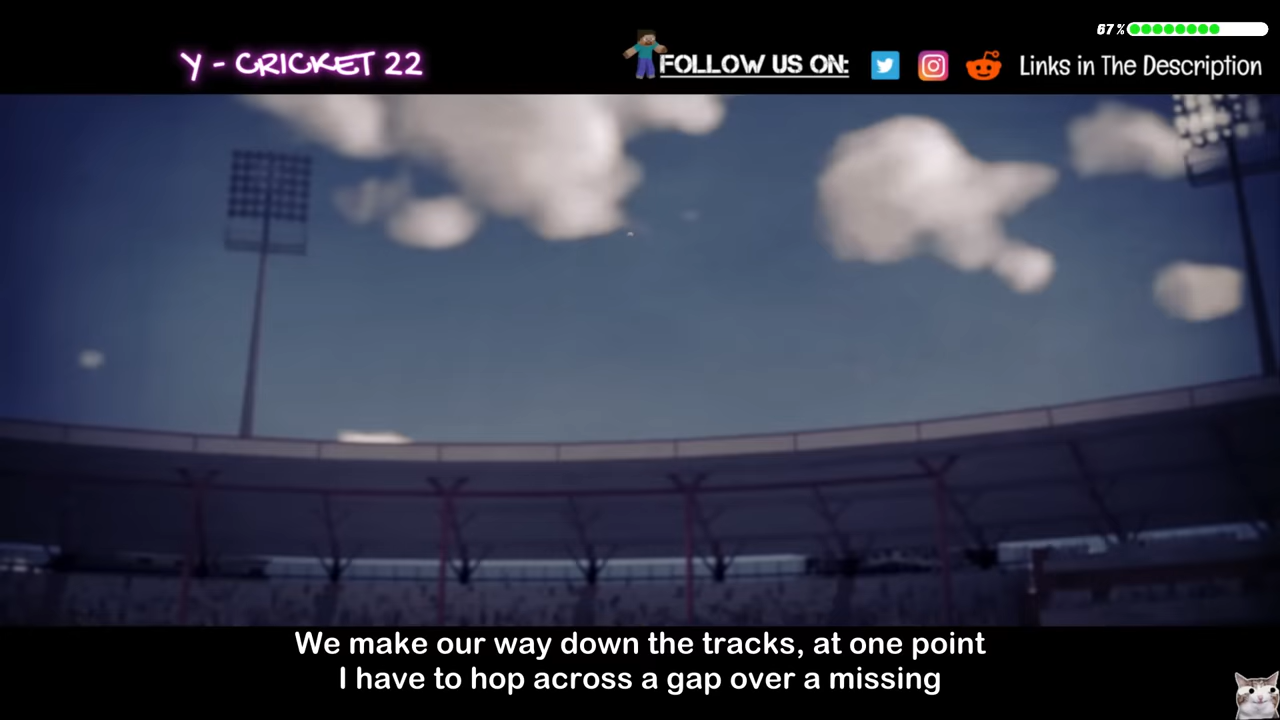 67%
Y - CRICKET 22
FOLLOW US ON:
Links in The Description
We make our way down the tracks, at one point
I have to hop across a gap over a missing